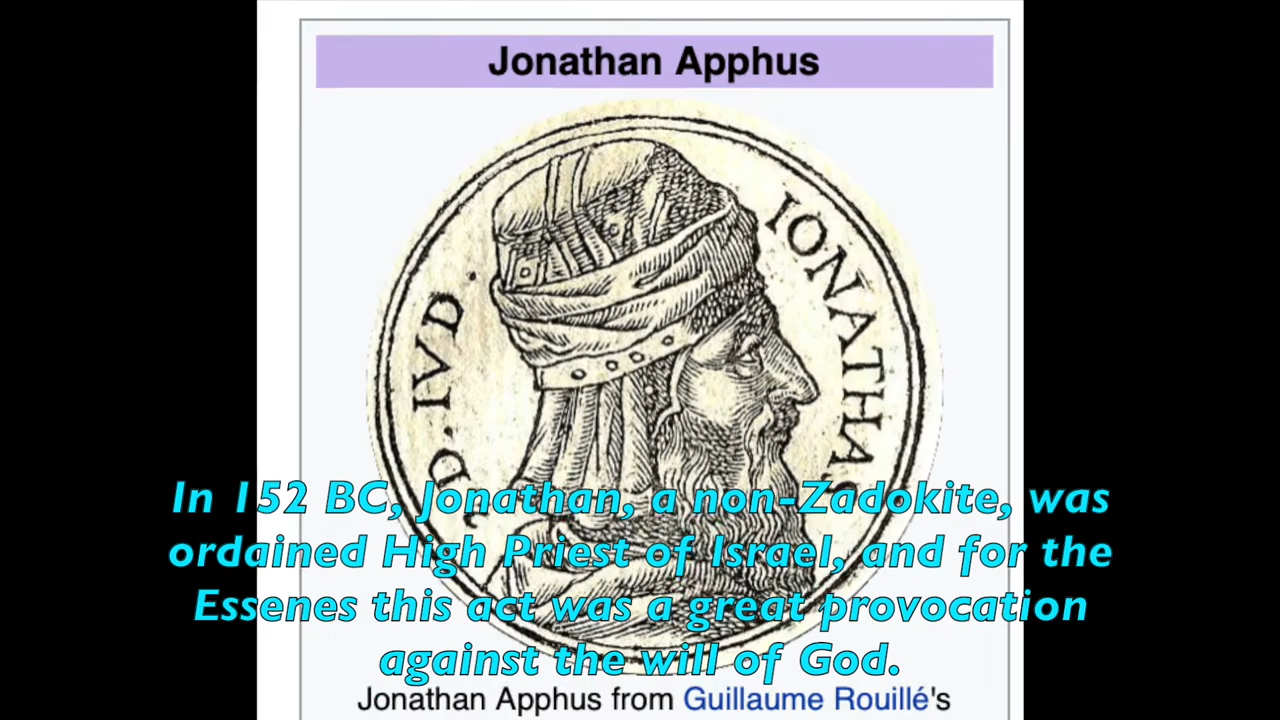 Jonathan Apphus
IONATHAS
D · IVD ·
In 152 BC, Jonathan, a non-Zadokite, was
ordained High Priest of Israel, and for the
Essenes this act was a great provocation
against the will of God.
Jonathan Apphus from Guillaume Rouillé's